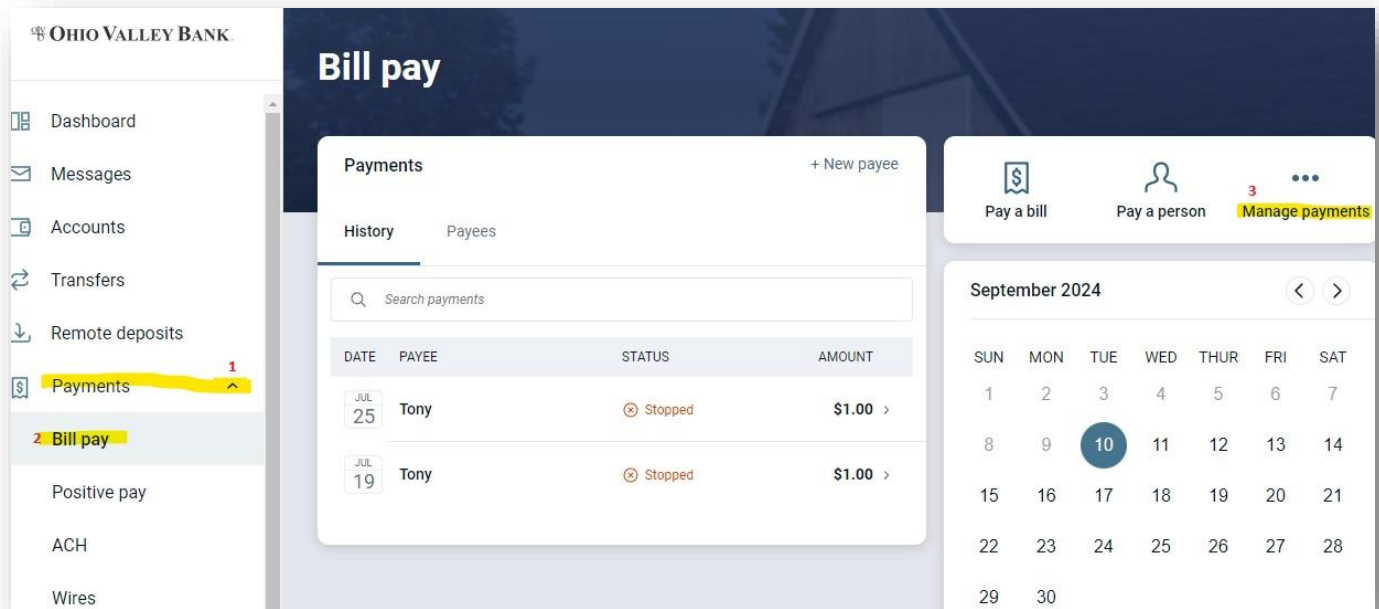 OVB OHIO VALLEY BANK.
Dashboard
Messages
Accounts
Transfers
Remote deposits
1
Payments
2 Bill pay
Positive pay
ACH
Wires
Bill pay
Payments + New payee
History Payees
Search payments
DATE PAYEE STATUS AMOUNT
JUL
25 Tony Stopped $1.00
JUL
19 Tony Stopped $1.00
$ Pay a bill
Pay a person
3
Manage payments
September 2024
SUN MON TUE WED THUR FRI SAT
1 2 3 4 5 6 7
8 9 10 11 12 13 14
15 16 17 18 19 20 21
22 23 24 25 26 27 28
29 30